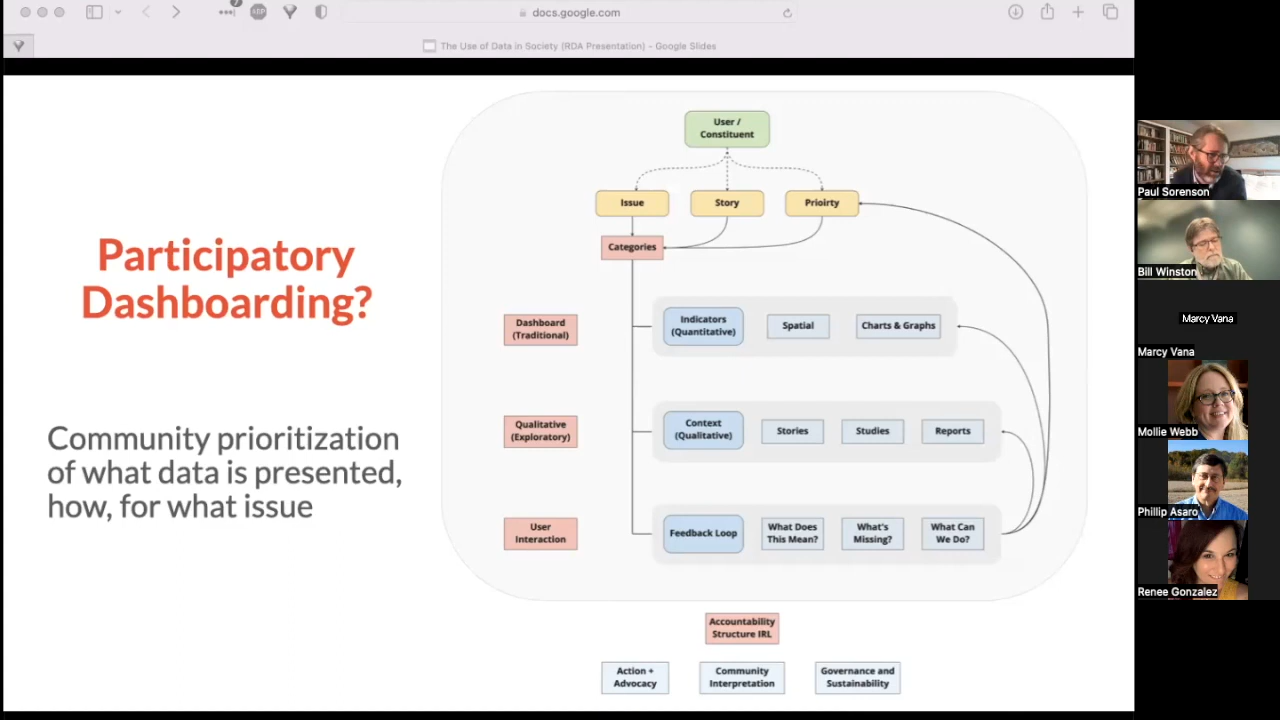 docs.google.com
The Use of Data in Society (RDA Presentation) - Google Slides
Participatory
Dashboarding?
Community prioritization
of what data is presented,
how, for what issue
User /
Constituent
Issue
Story
Prioirty
Categories
Dashboard
(Traditional)
Indicators
(Quantitative)
Spatial
Charts & Graphs
Qualitative
(Exploratory)
Context
(Qualitative)
Stories
Studies
Reports
User
Interaction
Feedback Loop
What Does
This Mean?
What's
Missing?
What Can
We Do?
Accountability
Structure IRL
Action +
Advocacy
Community
Interpretation
Governance and
Sustainability
Paul Sorenson
Bill Winston
Marcy Vana
Marcy Vana
Mollie Webb
Phillip Asaro
Renee Gonzalez